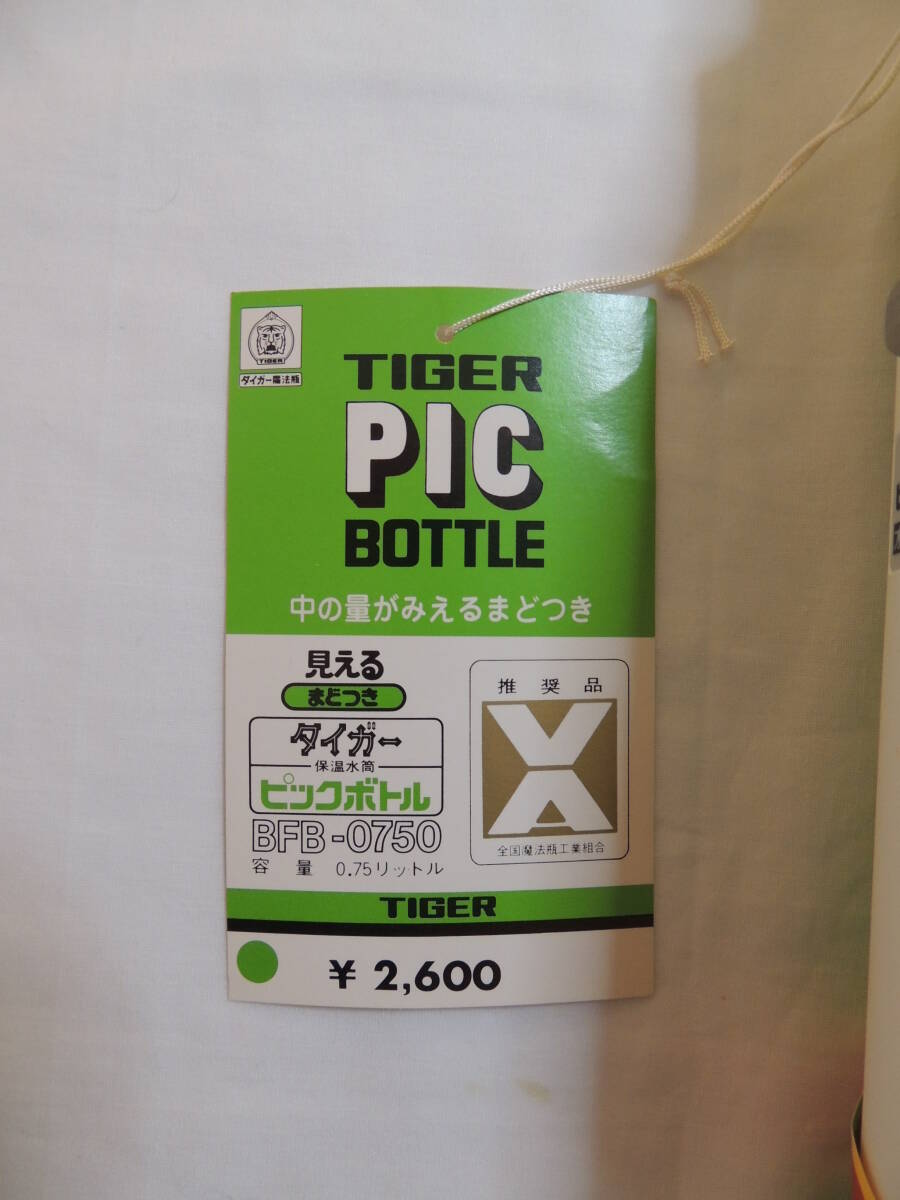 TIGER
タイガー魔法瓶
TIGER
PIC
BOTTLE
中の量がみえるまどつき
見える
まどつき
タイガー
保温水筒
ピックボトル
BFB-0750
容量 0.75リットル
推奨品
VA
全国魔法瓶工業組合
TIGER
¥ 2,600